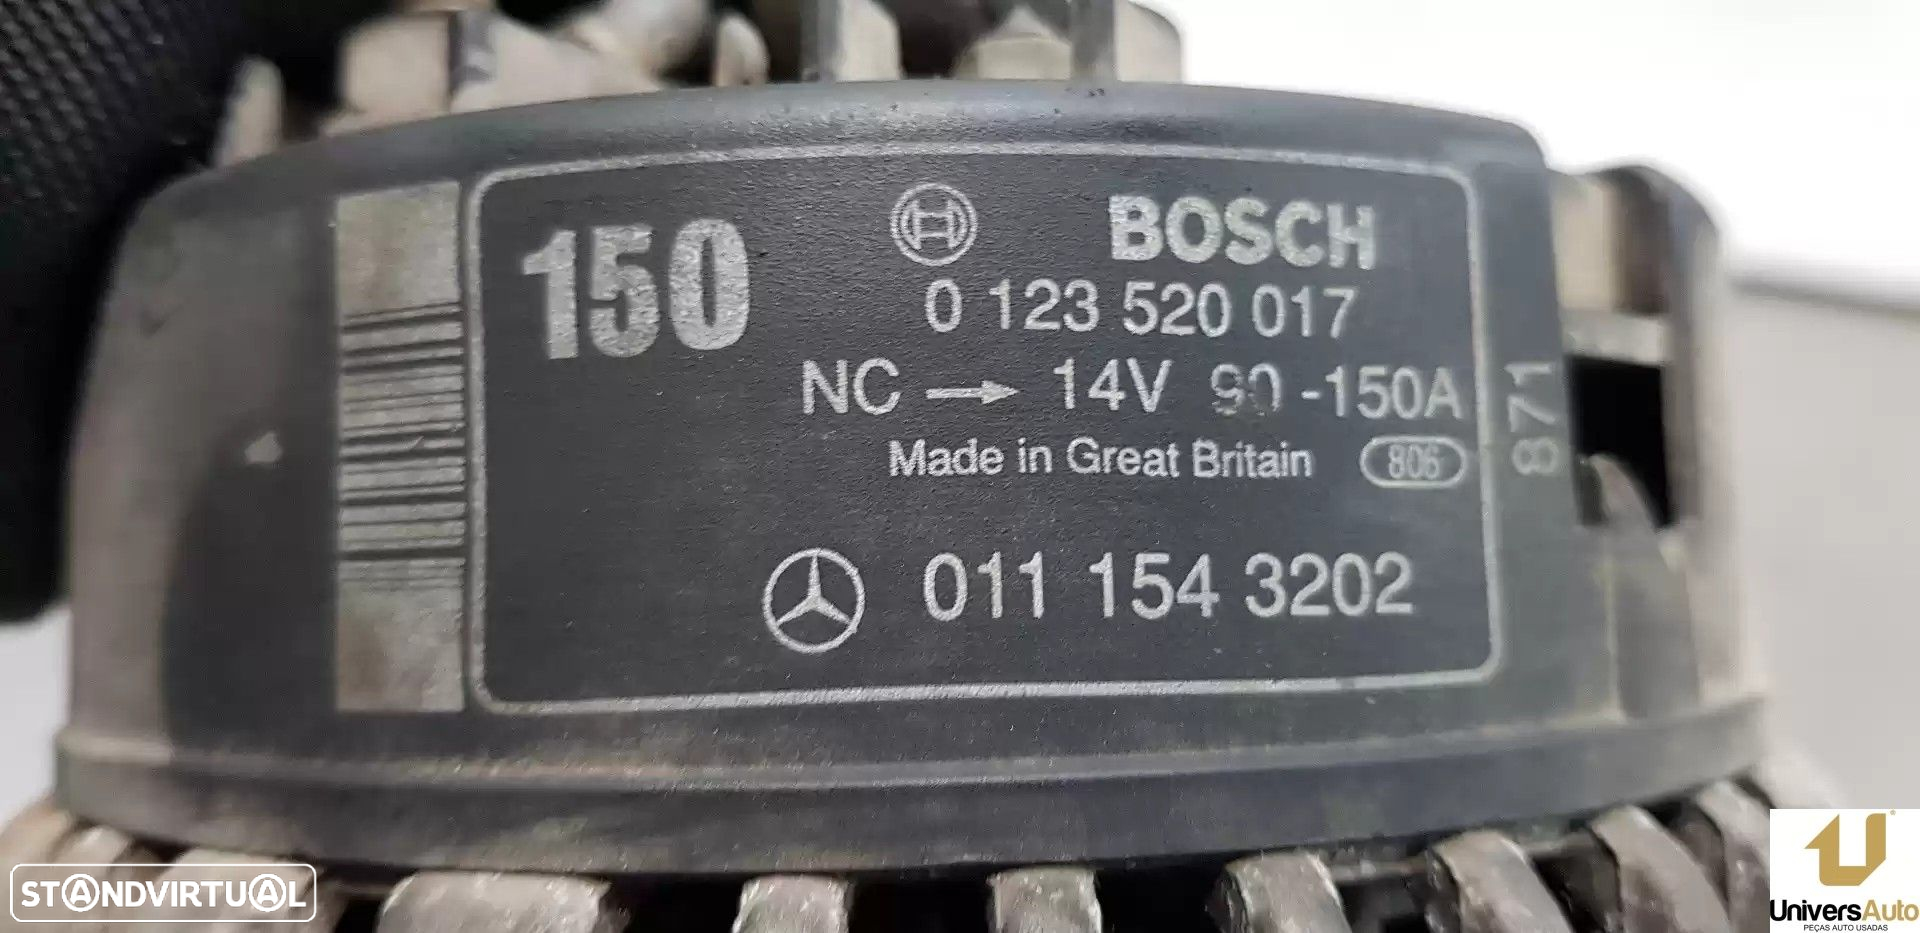 150
BOSCH
0 123 520 017
NC → 14V 90 -150A
Made in Great Britain 806
011 154 3202
871
STANDVIRTUAL
UniversAuto
PEÇAS AUTO USADAS